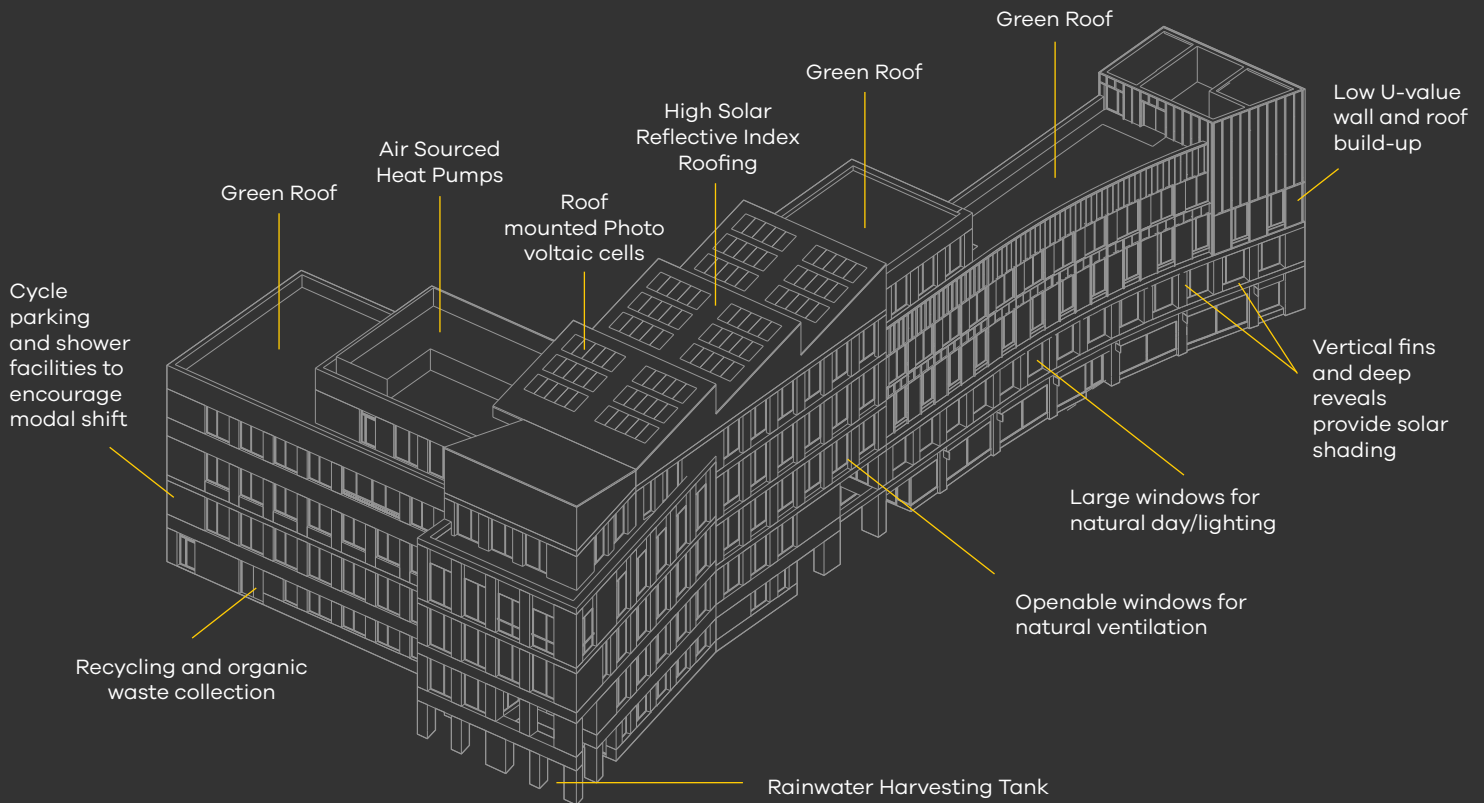 Green Roof
Green Roof
High Solar
Reflective Index
Roofing
Low U-value
wall and roof
build-up
Air Sourced
Heat Pumps
Green Roof
Roof
mounted Photo
voltaic cells
Cycle
parking
and shower
facilities to
encourage
modal shift
Vertical fins
and deep
reveals
provide solar
shading
Large windows for
natural day/lighting
Openable windows for
natural ventilation
Recycling and organic
waste collection
Rainwater Harvesting Tank